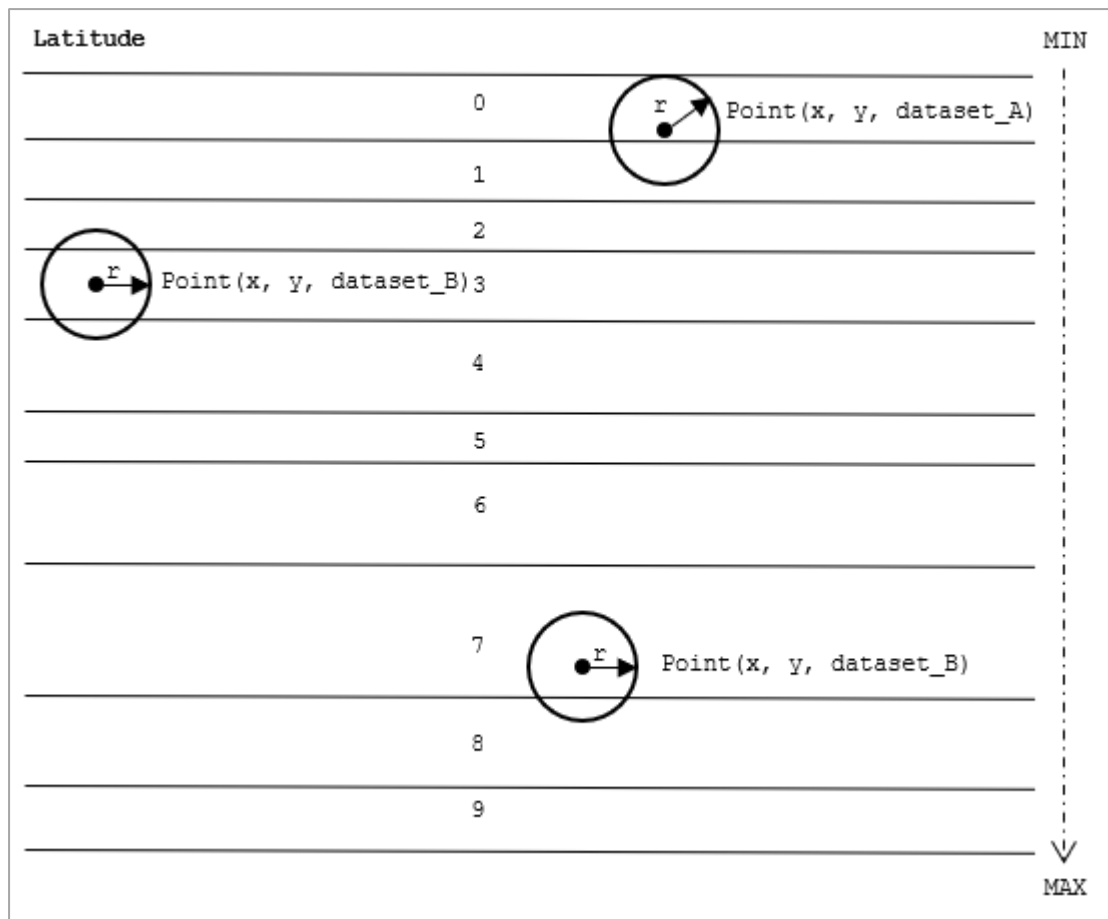 Latitude
MIN
0
r
Point(x, y, dataset_A)
1
2
r
Point(x, y, dataset_B)
3
4
5
6
7
r
Point(x, y, dataset_B)
8
9
MAX